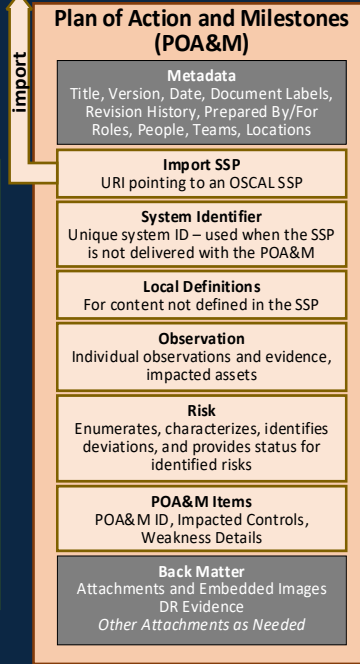 Plan of Action and Milestones
(POA&M)
import
Metadata
Title, Version, Date, Document Labels,
Revision History, Prepared By/For
Roles, People, Teams, Locations
Import SSP
URI pointing to an OSCAL SSP
System Identifier
Unique system ID – used when the SSP
is not delivered with the POA&M
Local Definitions
For content not defined in the SSP
Observation
Individual observations and evidence,
impacted assets
Risk
Enumerates, characterizes, identifies
deviations, and provides status for
identified risks
POA&M Items
POA&M ID, Impacted Controls,
Weakness Details
Back Matter
Attachments and Embedded Images
DR Evidence
Other Attachments as Needed